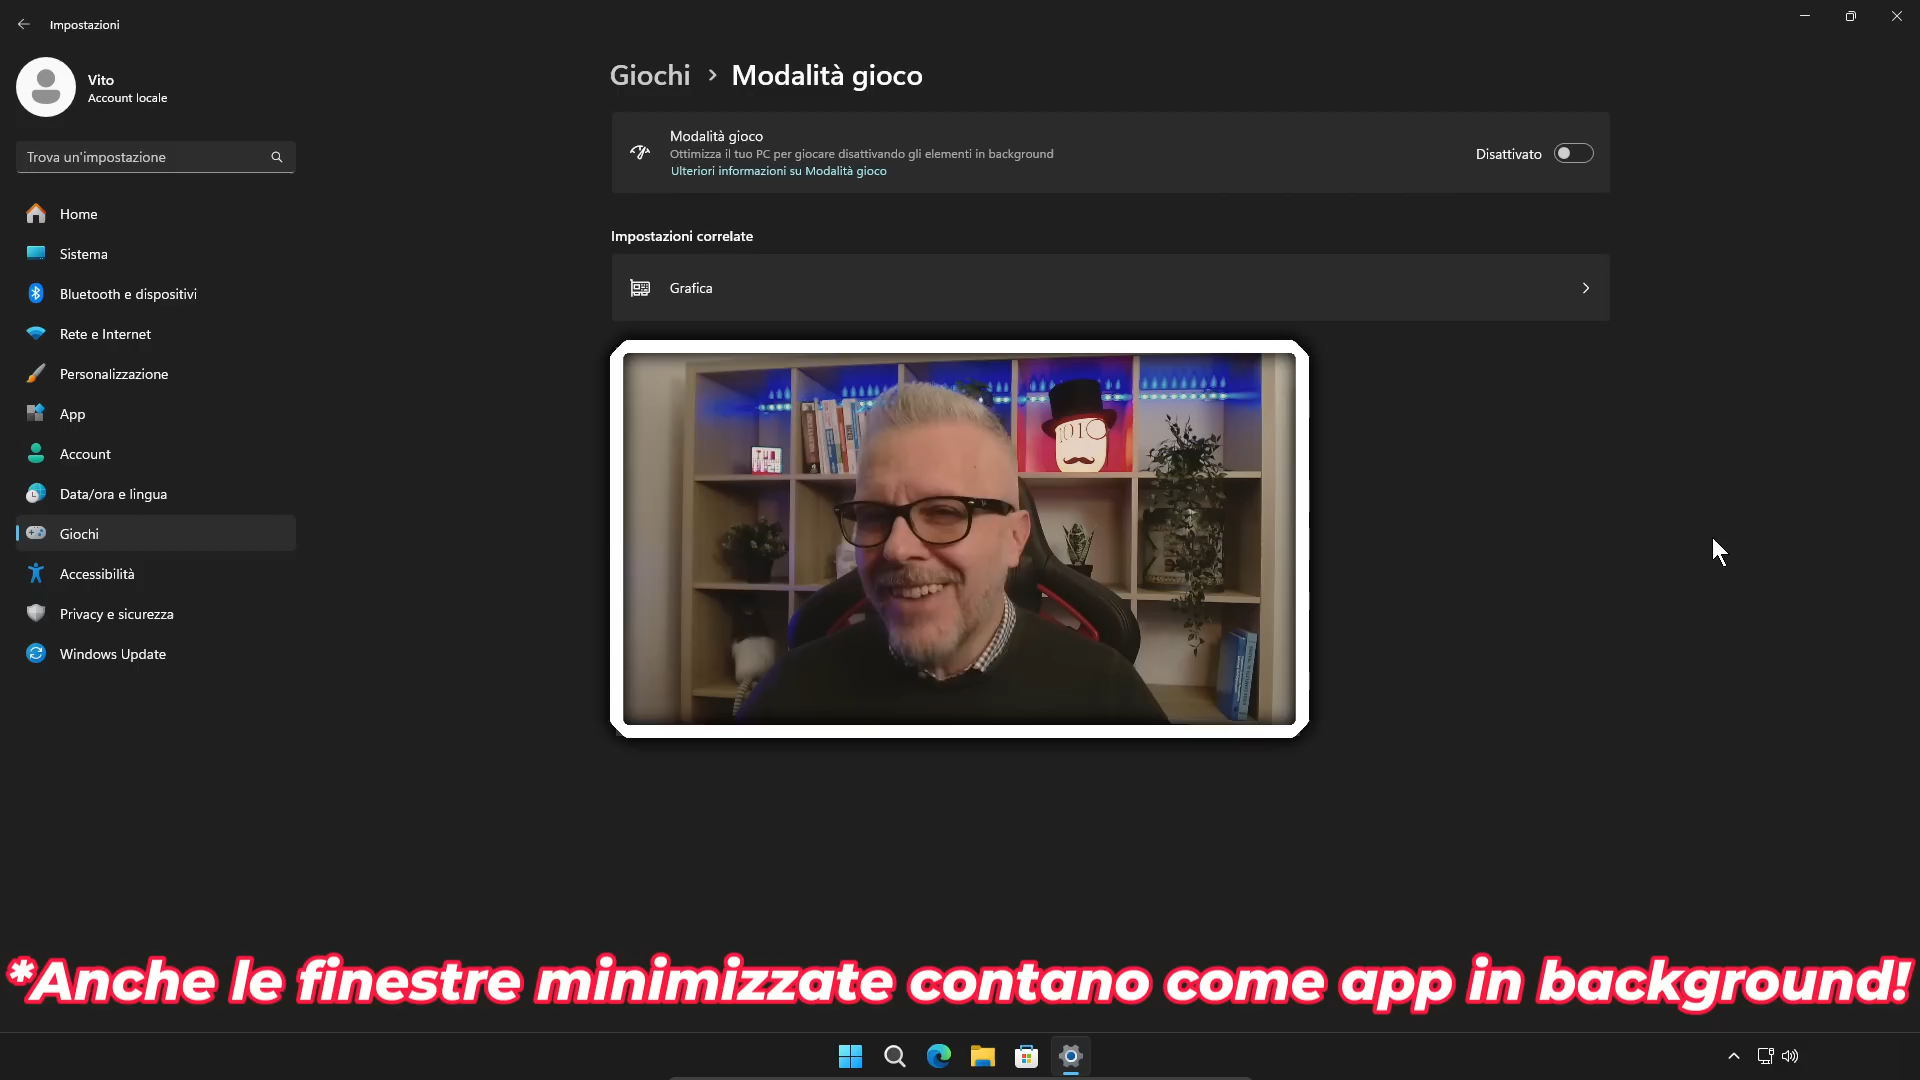 Impostazioni
Vito
Account locale
Trova un'impostazione
Home
Sistema
Bluetooth e dispositivi
Rete e Internet
Personalizzazione
App
Account
Data/ora e lingua
Giochi
Accessibilità
Privacy e sicurezza
Windows Update
Giochi > Modalità gioco
Modalità gioco
Ottimizza il tuo PC per giocare disattivando gli elementi in background
Ulteriori informazioni su Modalità gioco
Disattivato
Impostazioni correlate
Grafica
*Anche le finestre minimizzate contano come app in background!